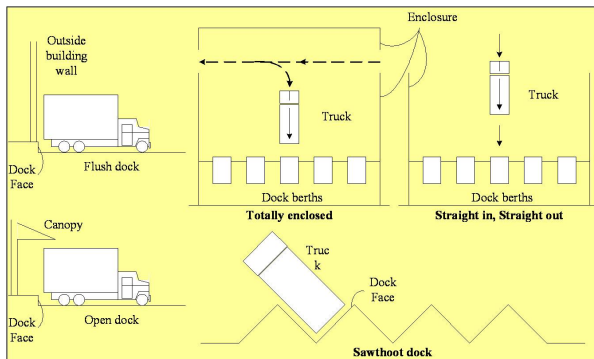 Outside
building
wall
Dock
Face
Flush dock
Canopy
Dock
Face
Open dock
Truck
Dock berths
Totally enclosed
Enclosure
Truck
Dock berths
Straight in, Straight out
Truc
k
Dock
Face
Sawthoot dock